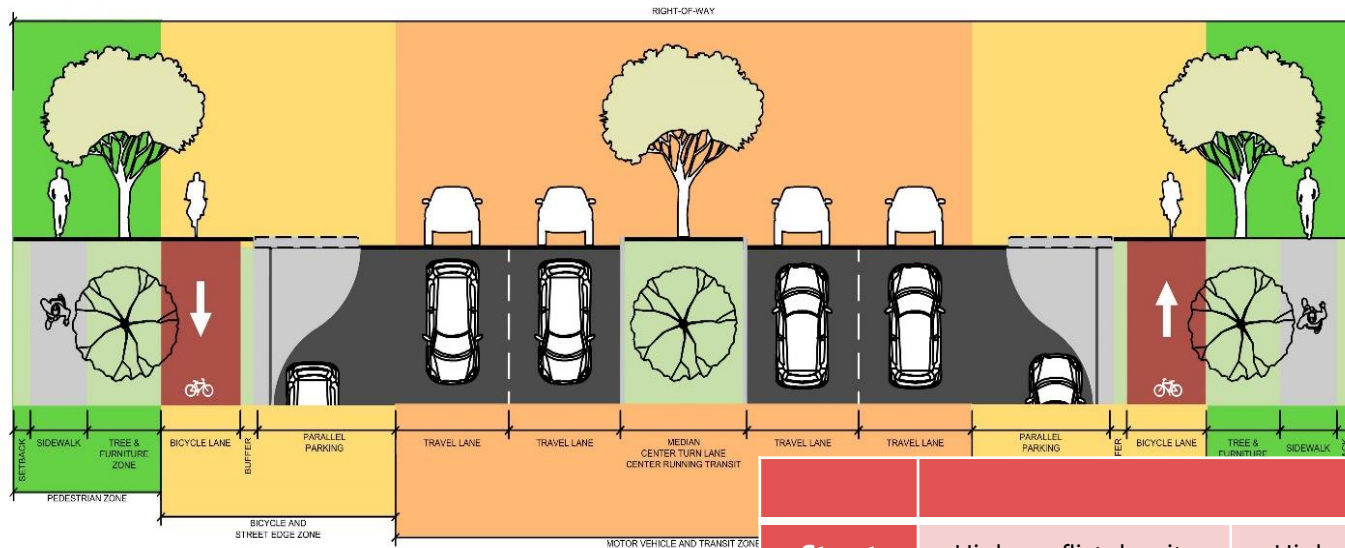 RIGHT-OF-WAY
SETBACK
SIDEWALK
TREE &
FURNITURE
ZONE
BICYCLE LANE
BUFFER
PARALLEL
PARKING
TRAVEL LANE
TRAVEL LANE
MEDIAN
CENTER TURN LANE
CENTER RUNNING TRANSIT
TRAVEL LANE
TRAVEL LANE
PARALLEL
PARKING
BICYCLE LANE
TREE &
FURNITURE
SIDEWALK
PEDESTRIAN ZONE
BICYCLE AND
STREET EDGE ZONE
MOTOR VEHICLE AND TRANSIT ZONE